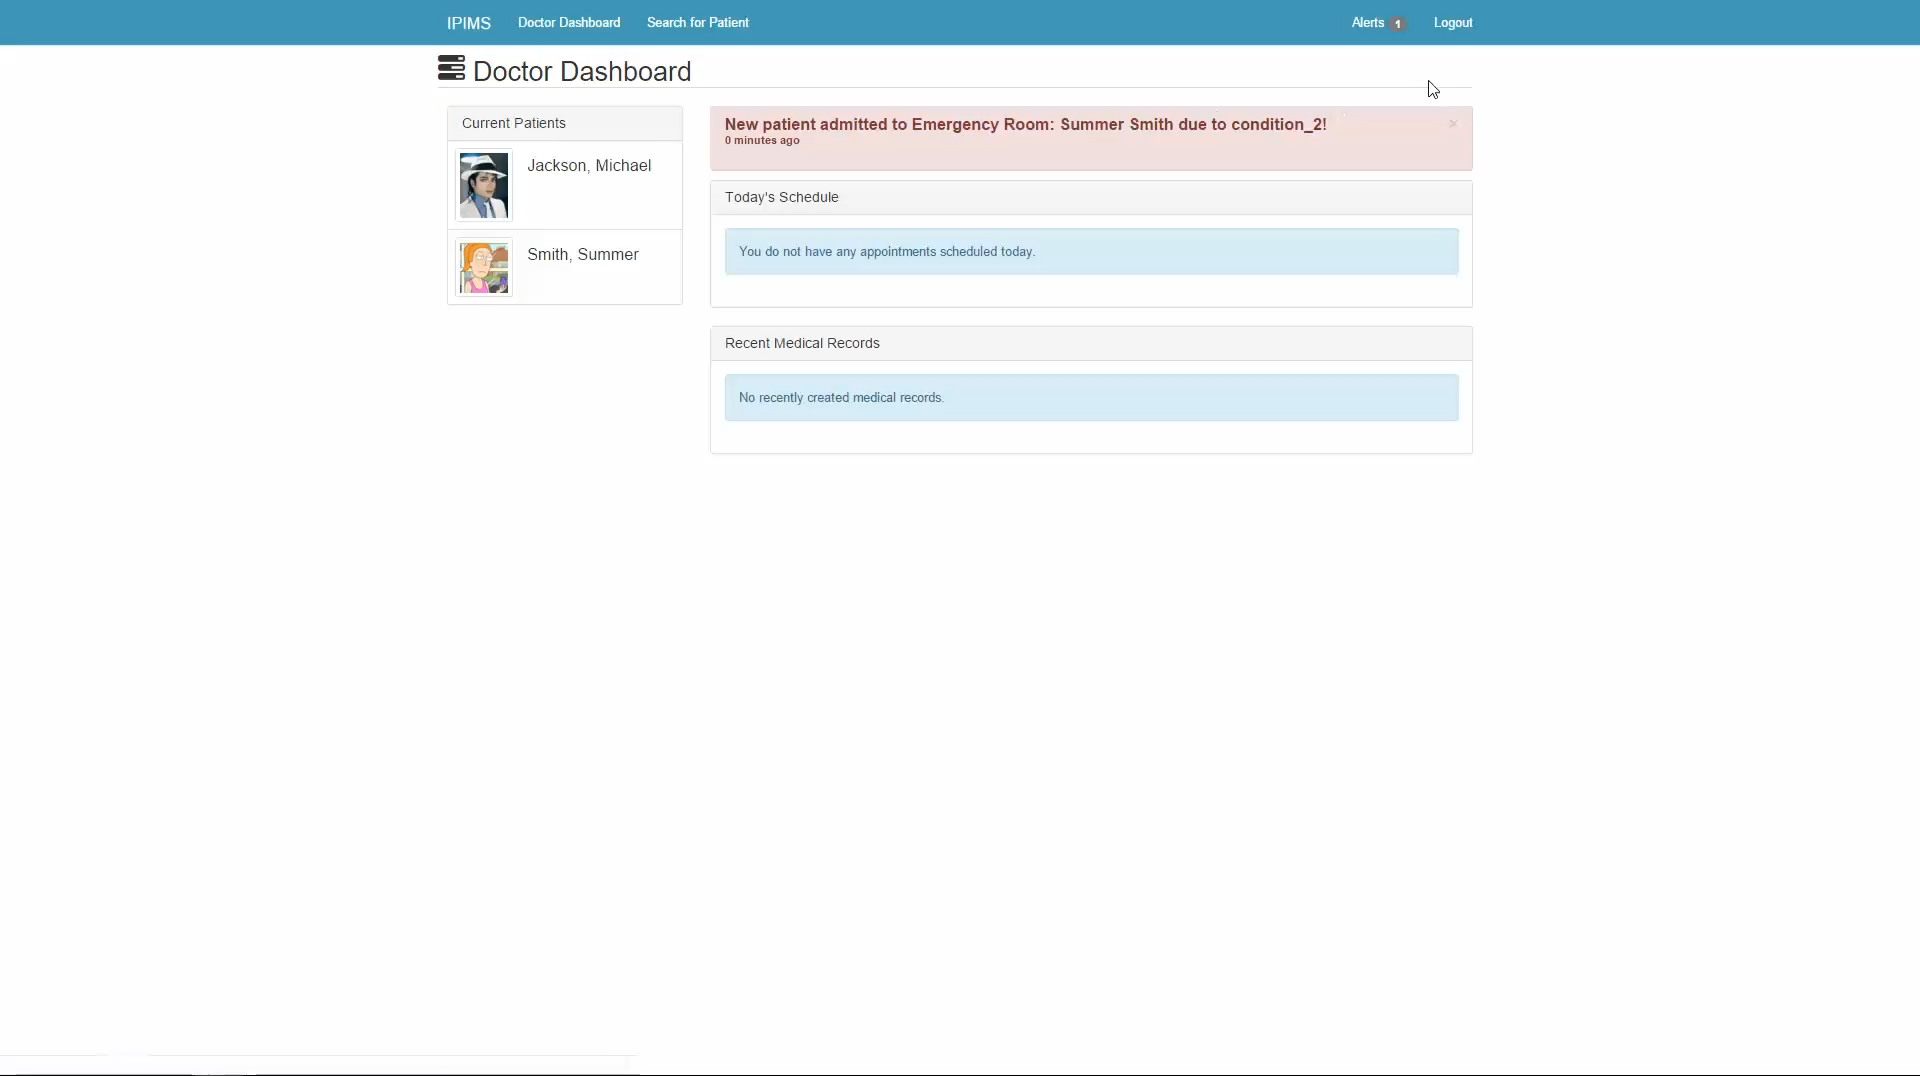 IPIMS Doctor Dashboard Search for Patient Alerts 1 Logout
Doctor Dashboard
Current Patients
Jackson, Michael
Smith, Summer
New patient admitted to Emergency Room: Summer Smith due to condition_2! ×
0 minutes ago
Today's Schedule
You do not have any appointments scheduled today.
Recent Medical Records
No recently created medical records.